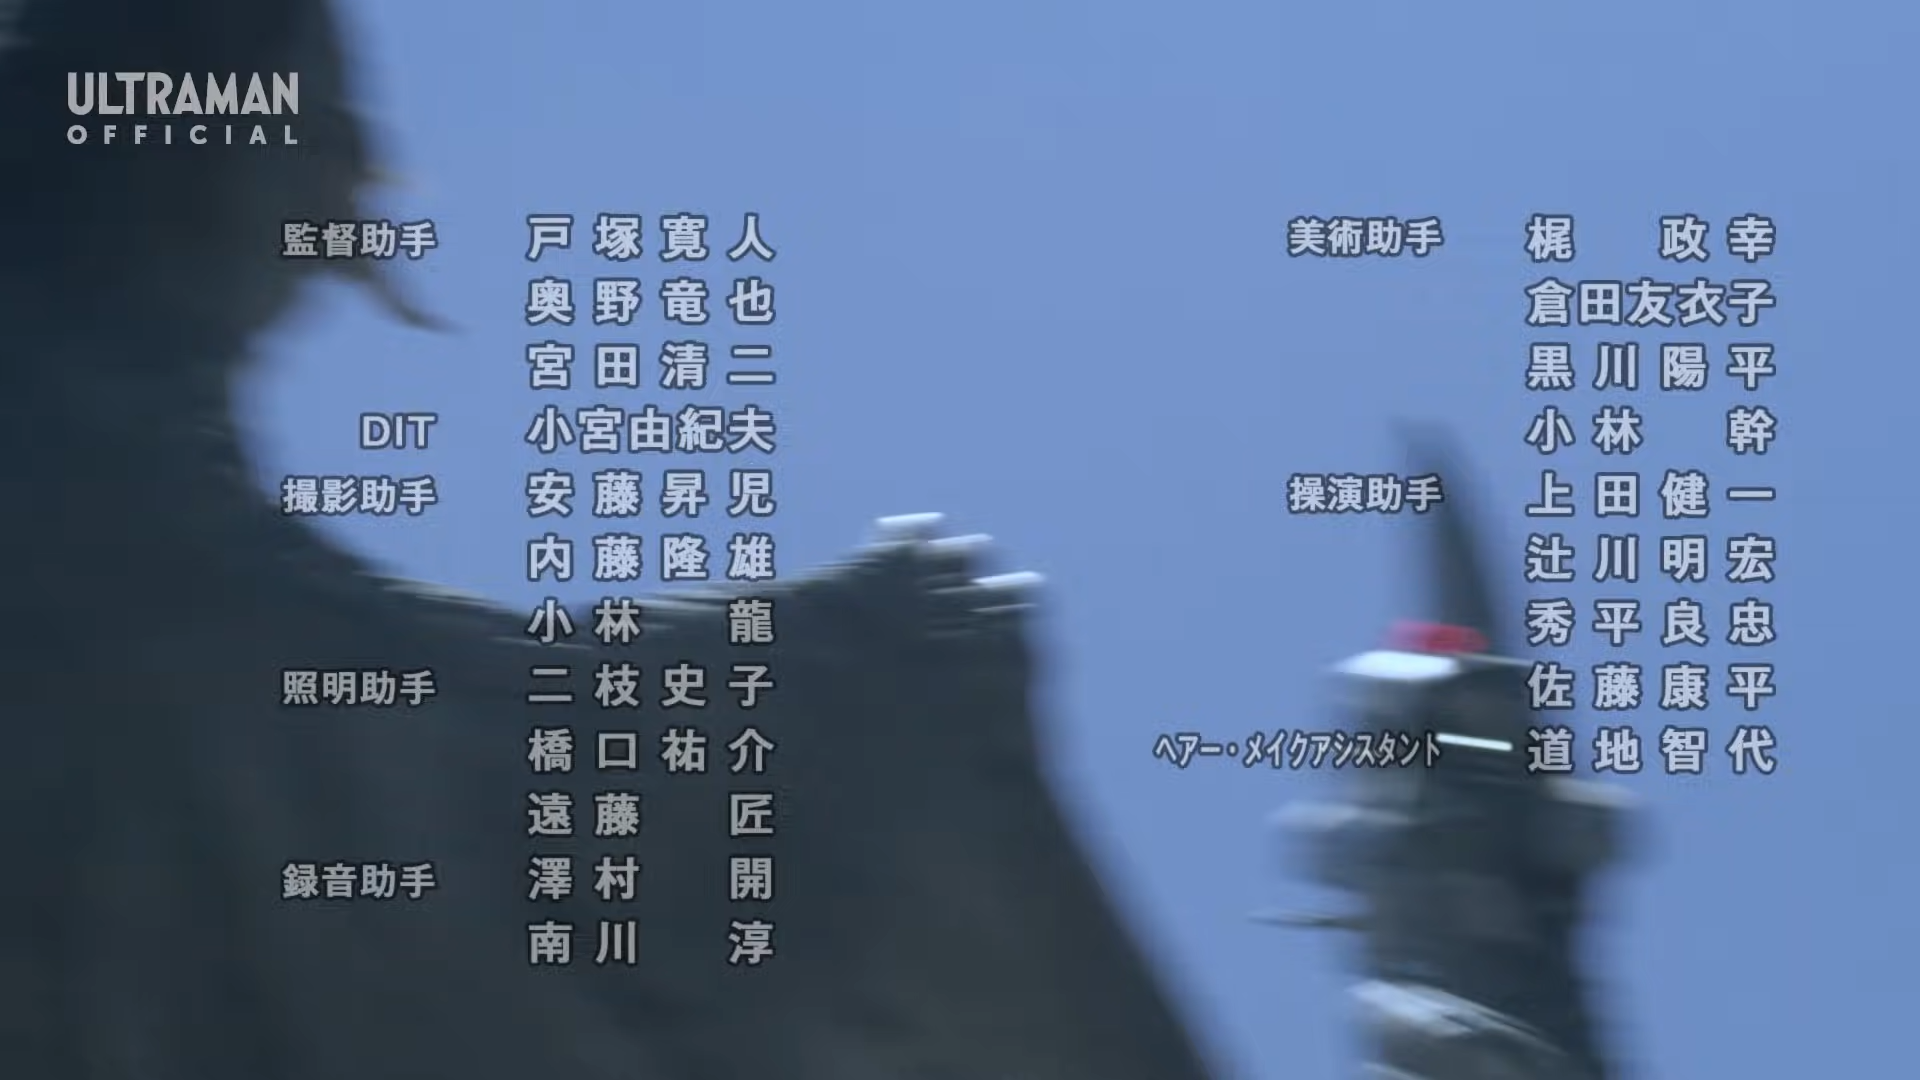 ULTRAMAN
OFFICIAL
監督助手 戸塚寛人
奥野竜也
宮田清二
DIT 小宮由紀夫
撮影助手 安藤昇児
内藤隆雄
小林 龍
照明助手 二枝史子
橋口祐介
遠藤 匠
録音助手 澤村 開
南川 淳
美術助手 梶 政幸
倉田友衣子
黒川陽平
小林 幹
操演助手 上田健一
辻川明宏
秀平良忠
佐藤康平
ヘアー・メイクアシスタント 道地智代